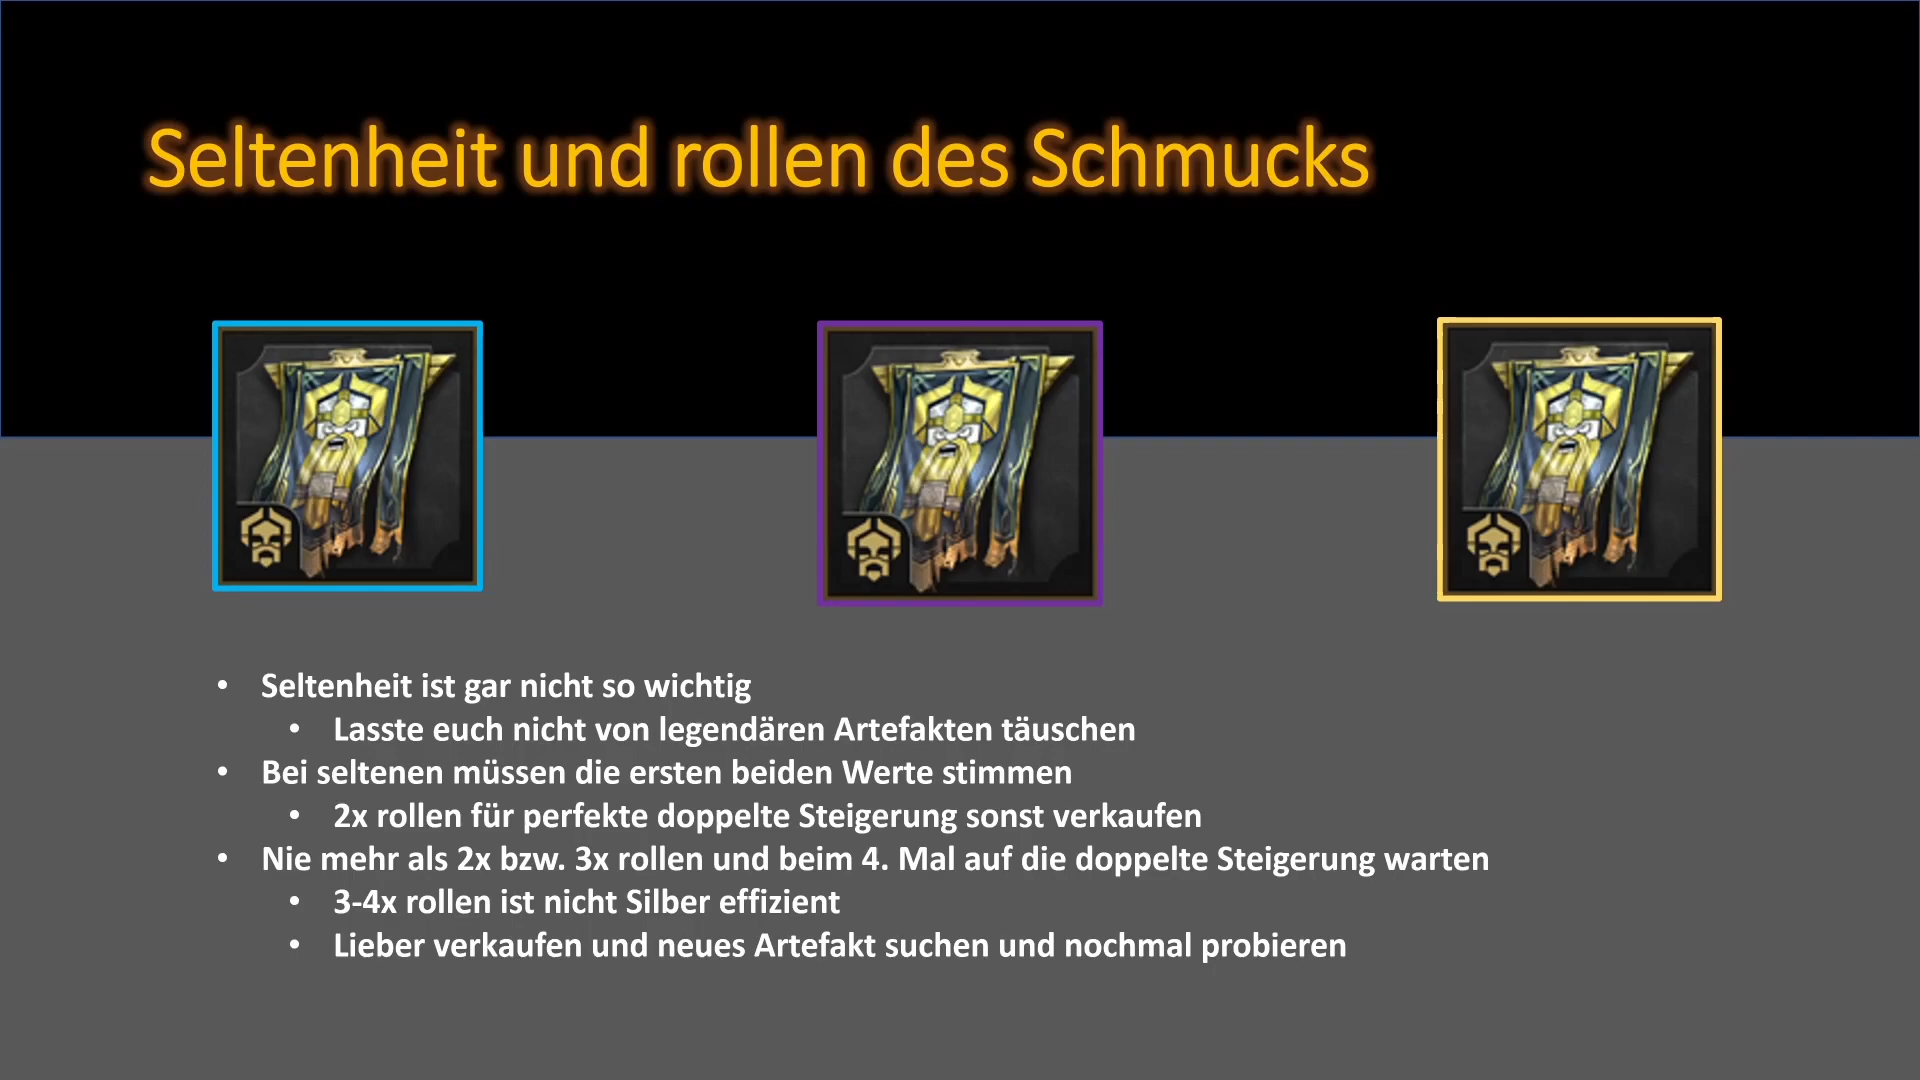 Seltenheit und rollen des Schmucks
• Seltenheit ist gar nicht so wichtig
• Lasste euch nicht von legendären Artefakten täuschen
• Bei seltenen müssen die ersten beiden Werte stimmen
• 2x rollen für perfekte doppelte Steigerung sonst verkaufen
• Nie mehr als 2x bzw. 3x rollen und beim 4. Mal auf die doppelte Steigerung warten
• 3-4x rollen ist nicht Silber effizient
• Lieber verkaufen und neues Artefakt suchen und nochmal probieren